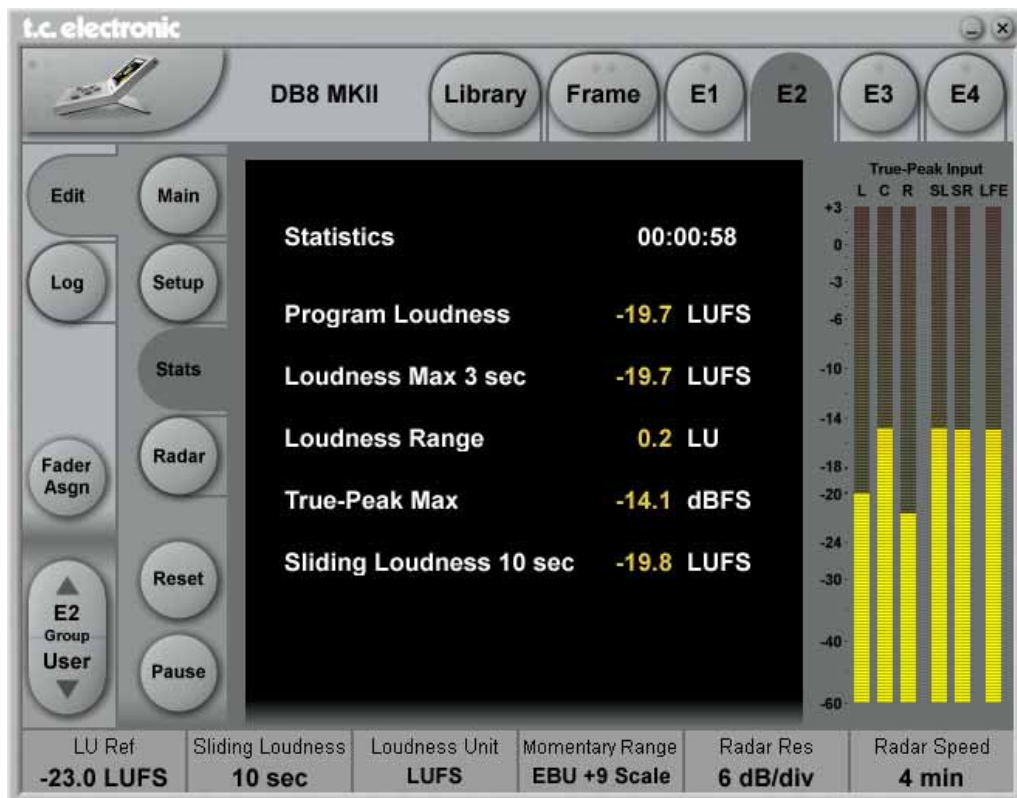 t.c. electronic
DB8 MKII
Library
Frame
E1
E2
E3
E4
Edit
Log
Fader
Asgn
E2
Group
User
Main
Setup
Stats
Radar
Reset
Pause
Statistics 00:00:58
Program Loudness -19.7 LUFS
Loudness Max 3 sec -19.7 LUFS
Loudness Range 0.2 LU
True-Peak Max -14.1 dBFS
Sliding Loudness 10 sec -19.8 LUFS
True-Peak Input
L C R SL SR LFE
+3
0
-3
-6
-10
-14
-18
-20
-24
-30
-40
-60
LU Ref
-23.0 LUFS
Sliding Loudness
10 sec
Loudness Unit
LUFS
Momentary Range
EBU +9 Scale
Radar Res
6 dB/div
Radar Speed
4 min